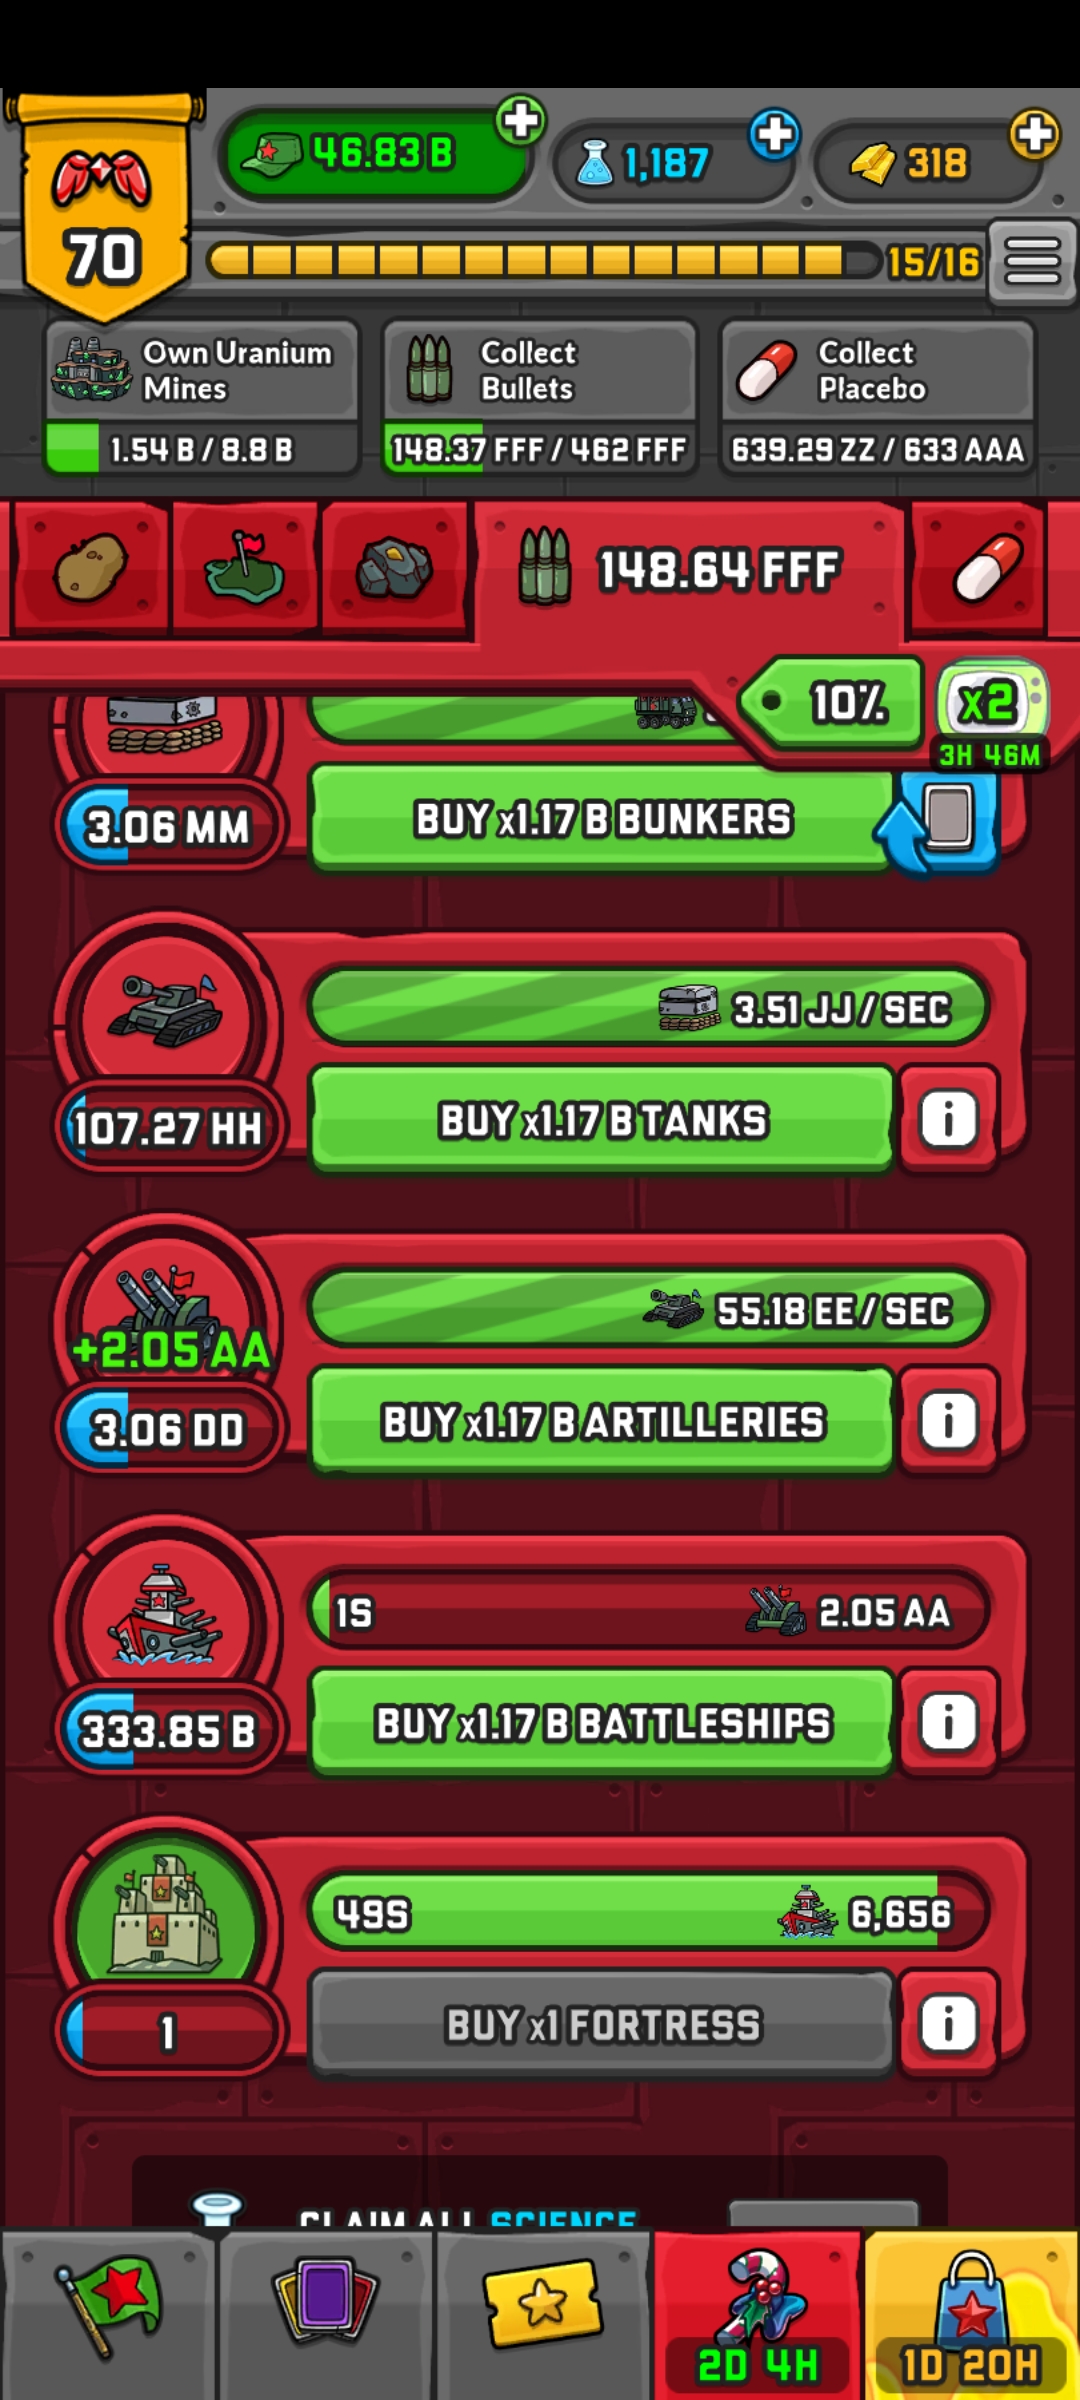 46.83 B
1,187
318
70
15/16
Own Uranium
Mines
Collect
Bullets
Collect
Placebo
1.54 B / 8.8 B
148.37 FFF / 462 FFF
639.29 ZZ / 633 AAA
148.64 FFF
10%
x2
3H 46M
3.06 MM
BUY x1.17 B BUNKERS
3.51 JJ / SEC
107.27 HH
BUY x1.17 B TANKS
i
55.18 EE / SEC
+2.05 AA
3.06 DD
BUY x1.17 B ARTILLERIES
i
1S
2.05 AA
333.85 B
BUY x1.17 B BATTLESHIPS
i
49S
6,656
1
BUY x1 FORTRESS
i
CLAIM ALL SCIENCE
2D 4H
1D 20H